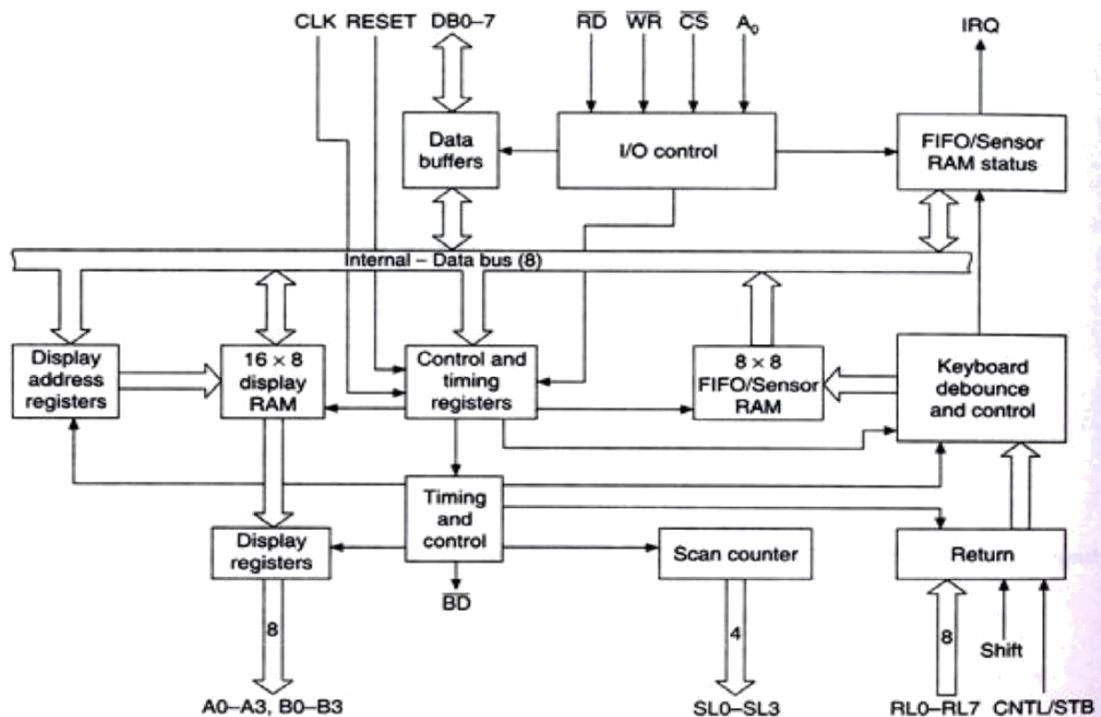 CLK RESET DB0–7 RD WR CS A0 IRQ
Data
buffers
I/O control
FIFO/Sensor
RAM status
Internal – Data bus (8)
Display
address
registers
16 × 8
display
RAM
Control and
timing
registers
8 × 8
FIFO/Sensor
RAM
Keyboard
debounce
and control
Timing
and
control
Display
registers
Scan counter
Return
BD
8
4
8
Shift
A0–A3, B0–B3
SL0–SL3
RL0–RL7 CNTL/STB